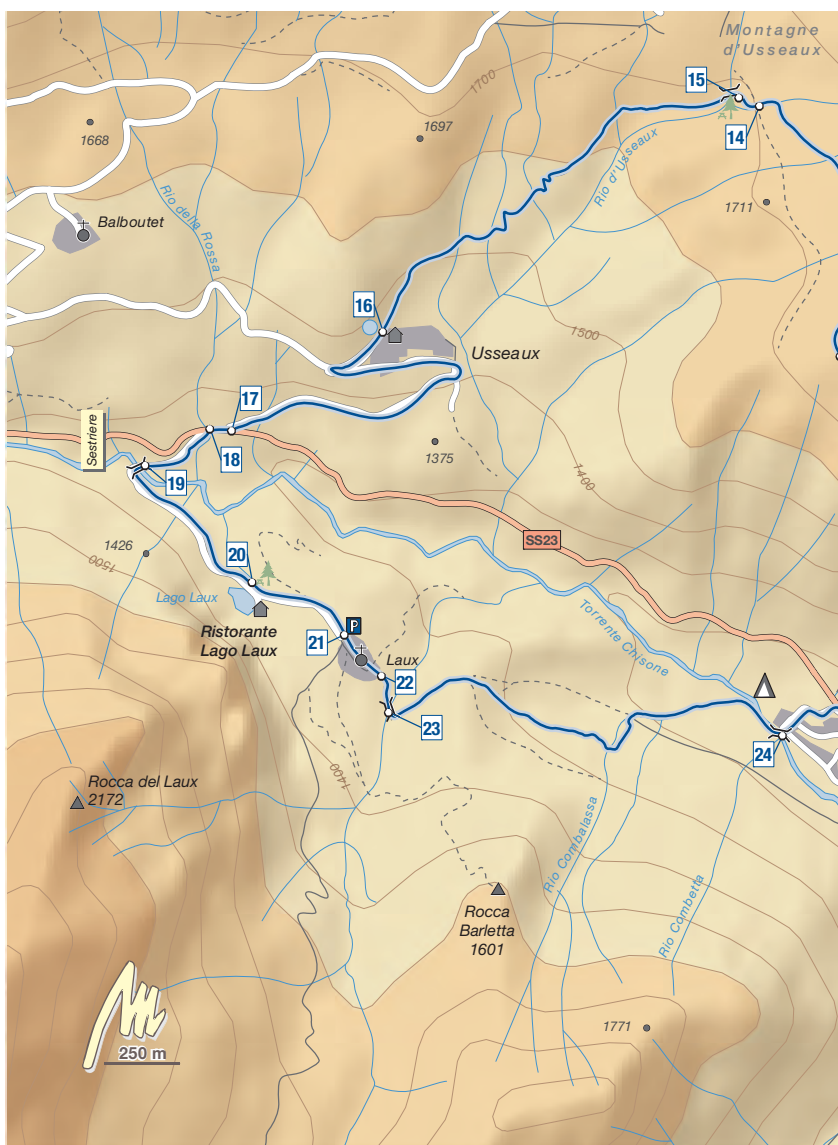 Montagne
d'Usseaux
15
1700
14
1668
1697
Rio d'Usseaux
Rio della Rossa
1711
Balboutet
16
1500
Usseaux
17
Sestriere
18
1375
19
1400
SS23
1426
1500
20
Lago Laux
Torrente Chisone
Ristorante
Lago Laux
P
21
Laux
22
23
24
1400
Rocca del Laux
2172
Rio Combalassa
Rio Combetta
Rocca
Barletta
1601
1771
250 m